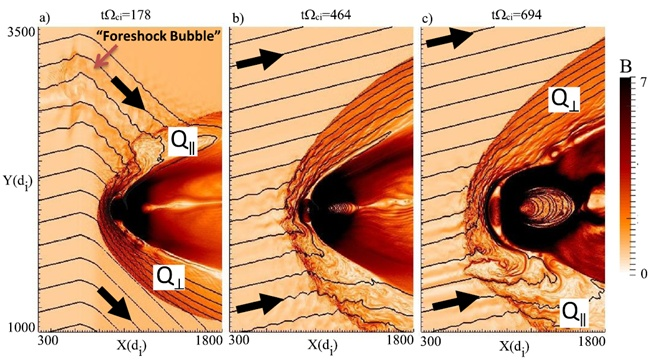 a) tΩci=178
b) tΩci=464
c) tΩci=694
3500
“Foreshock Bubble”
B
7
Q⊥
Q∥
Y(di)
Q⊥
Q∥
0
1000
300 X(di) 1800
300 X(di) 1800
300 X(di) 1800